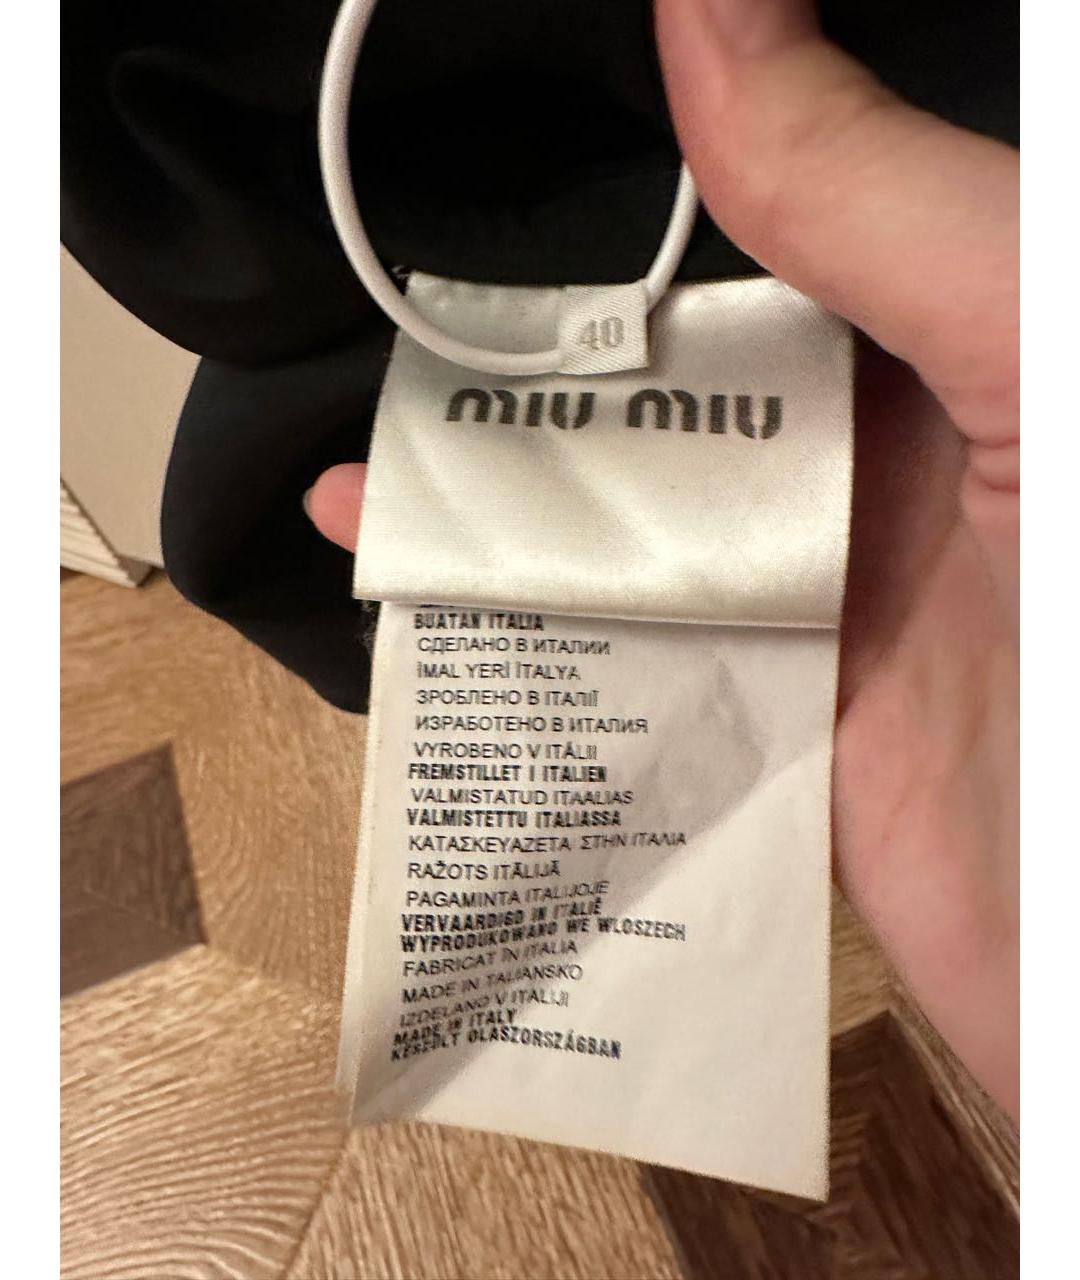 40
miu miu
BUATAN ITALIA
СДЕЛАНО В ИТАЛИИ
İMAL YERİ İTALYA
ЗРОБЛЕНО В ІТАЛІЇ
ИЗРАБОТЕНО В ИТАЛИЯ
VYROBENO V ITÁLII
FREMSTILLET I ITALIEN
VALMISTATUD ITAALIAS
VALMISTETTU ITALIASSA
ΚΑΤΑΣΚΕΥΑΖΕΤΑ ΣΤΗΝ ΙΤΑΛΙΑ
RAŽOTS ITĀLIJĀ
PAGAMINTA ITALIJOJE
VERVAARDIGD IN ITALIË
WYPRODUKOWANO WE WLOSZECH
FABRICAT ÎN ITALIA
MADE IN TALIANSKO
IZDELANO V ITALIJI
MADE IN ITALY
KÉSZÜLT OLASZORSZÁGBAN